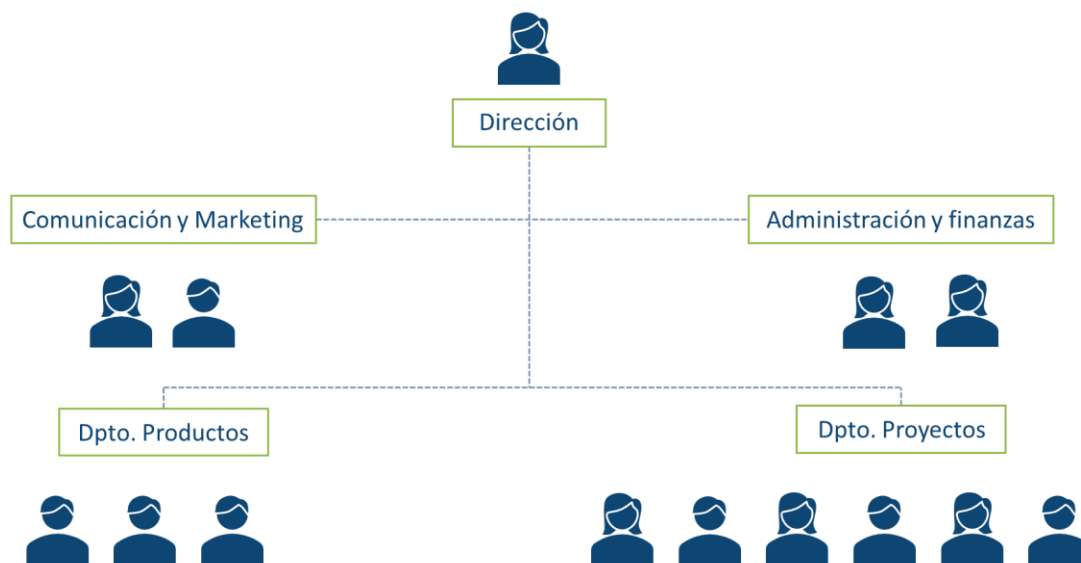 Dirección
Comunicación y Marketing
Administración y finanzas
Dpto. Productos
Dpto. Proyectos